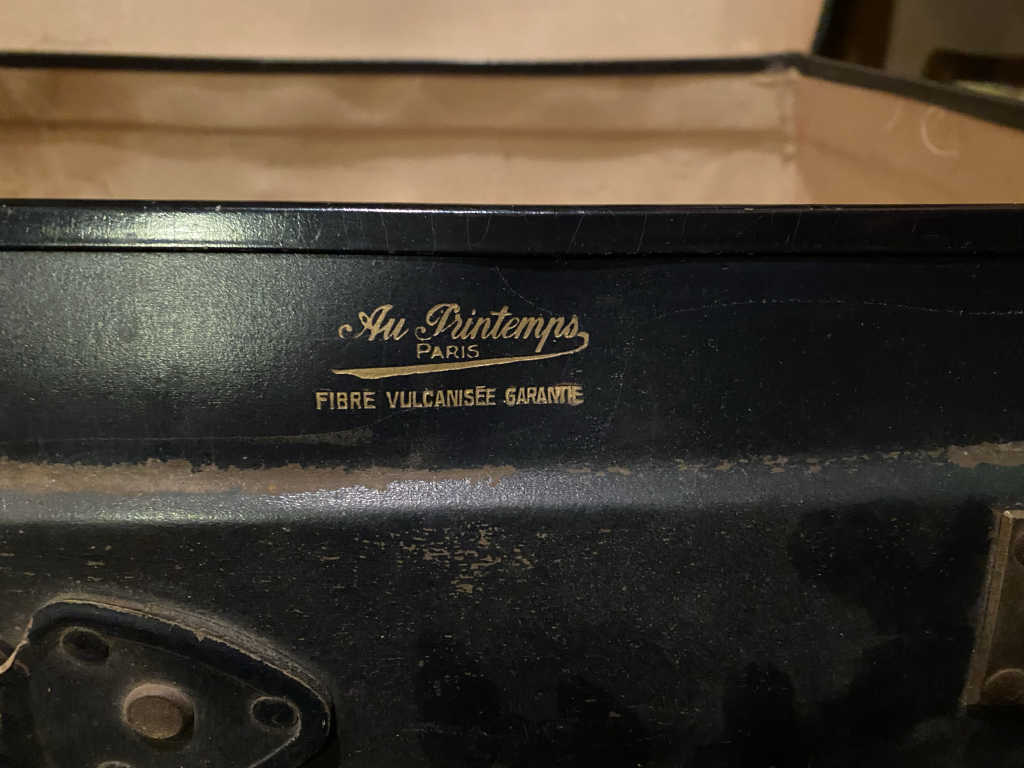 Au Printemps
PARIS
FIBRE VULCANISÉE GARANTIE